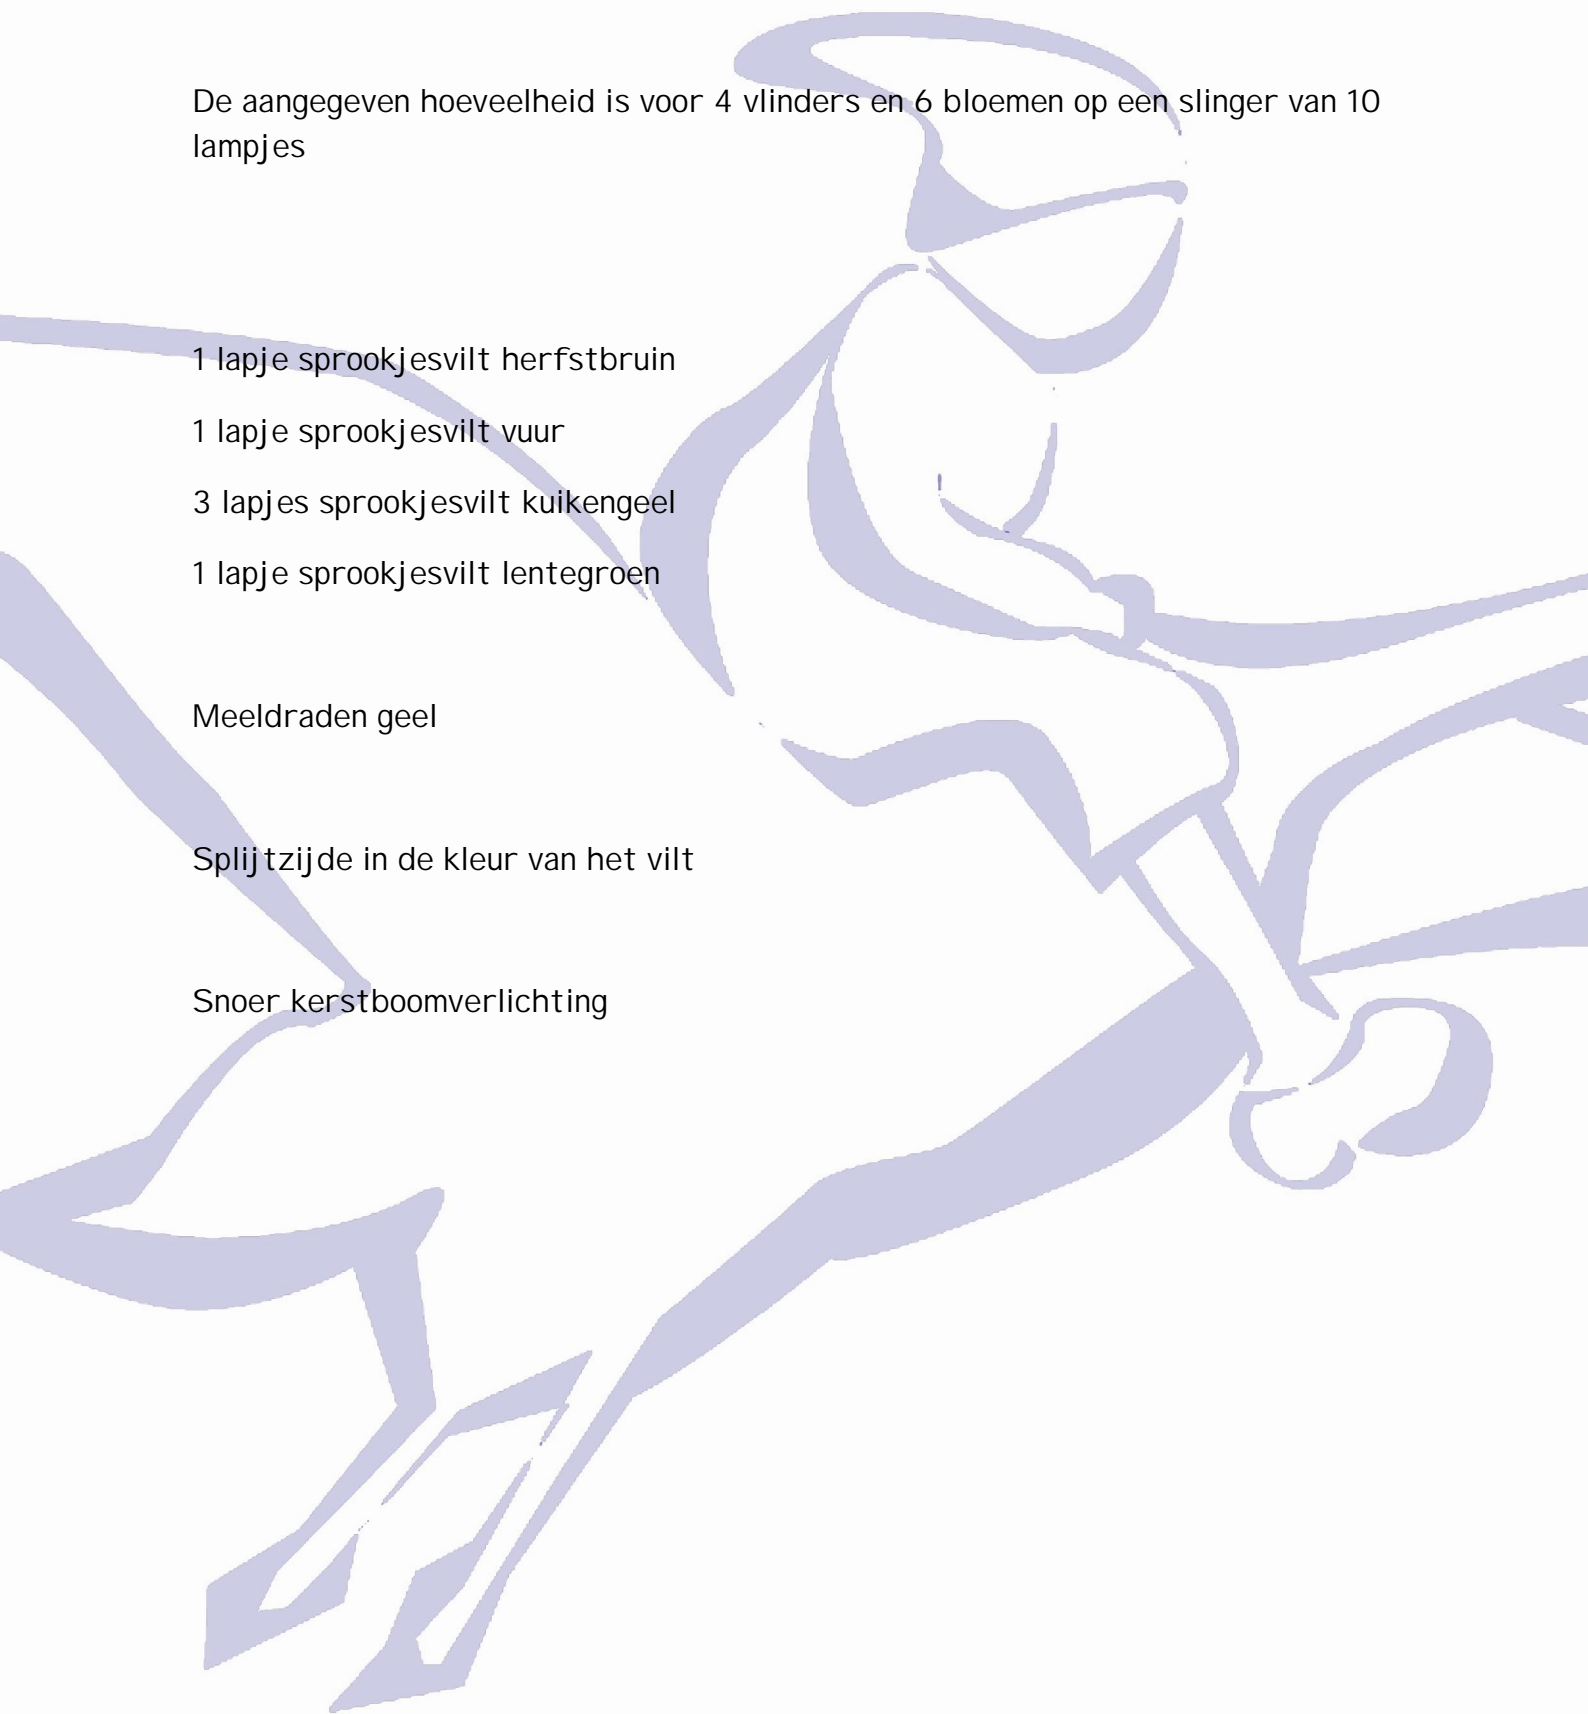 De aangegeven hoeveelheid is voor 4 vlinders en 6 bloemen op een slinger van 10
lampjes
1 lapje sprookjesvilt herfstbruin
1 lapje sprookjesvilt vuur
3 lapjes sprookjesvilt kuikengeel
1 lapje sprookjesvilt lentegroen
Meeldraden geel
Splijtzijde in de kleur van het vilt
Snoer kerstboomverlichting